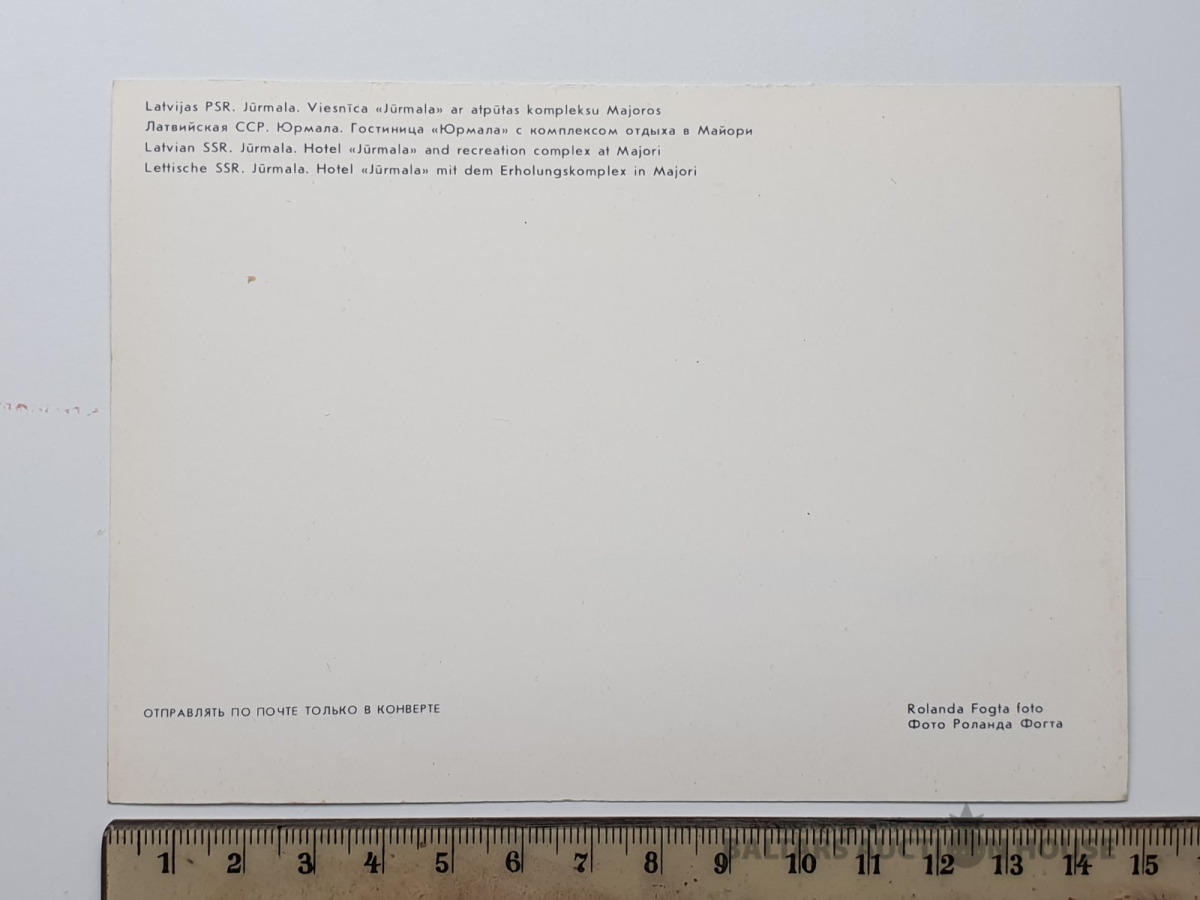 Latvijas PSR. Jūrmala. Viesnīca «Jūrmala» ar atpūtas kompleksu Majoros
Латвийская ССР. Юрмала. Гостиница «Юрмала» с комплексом отдыха в Майори
Latvian SSR. Jūrmala. Hotel «Jūrmala» and recreation complex at Majori
Lettische SSR. Jūrmala. Hotel «Jūrmala» mit dem Erholungskomplex in Majori
ОТПРАВЛЯТЬ ПО ПОЧТЕ ТОЛЬКО В КОНВЕРТЕ
Rolanda Fogta foto
Фото Роланда Фогта
1 2 3 4 5 6 7 8 9 10 11 12 13 14 15
BALTERS AUCTION HOUSE